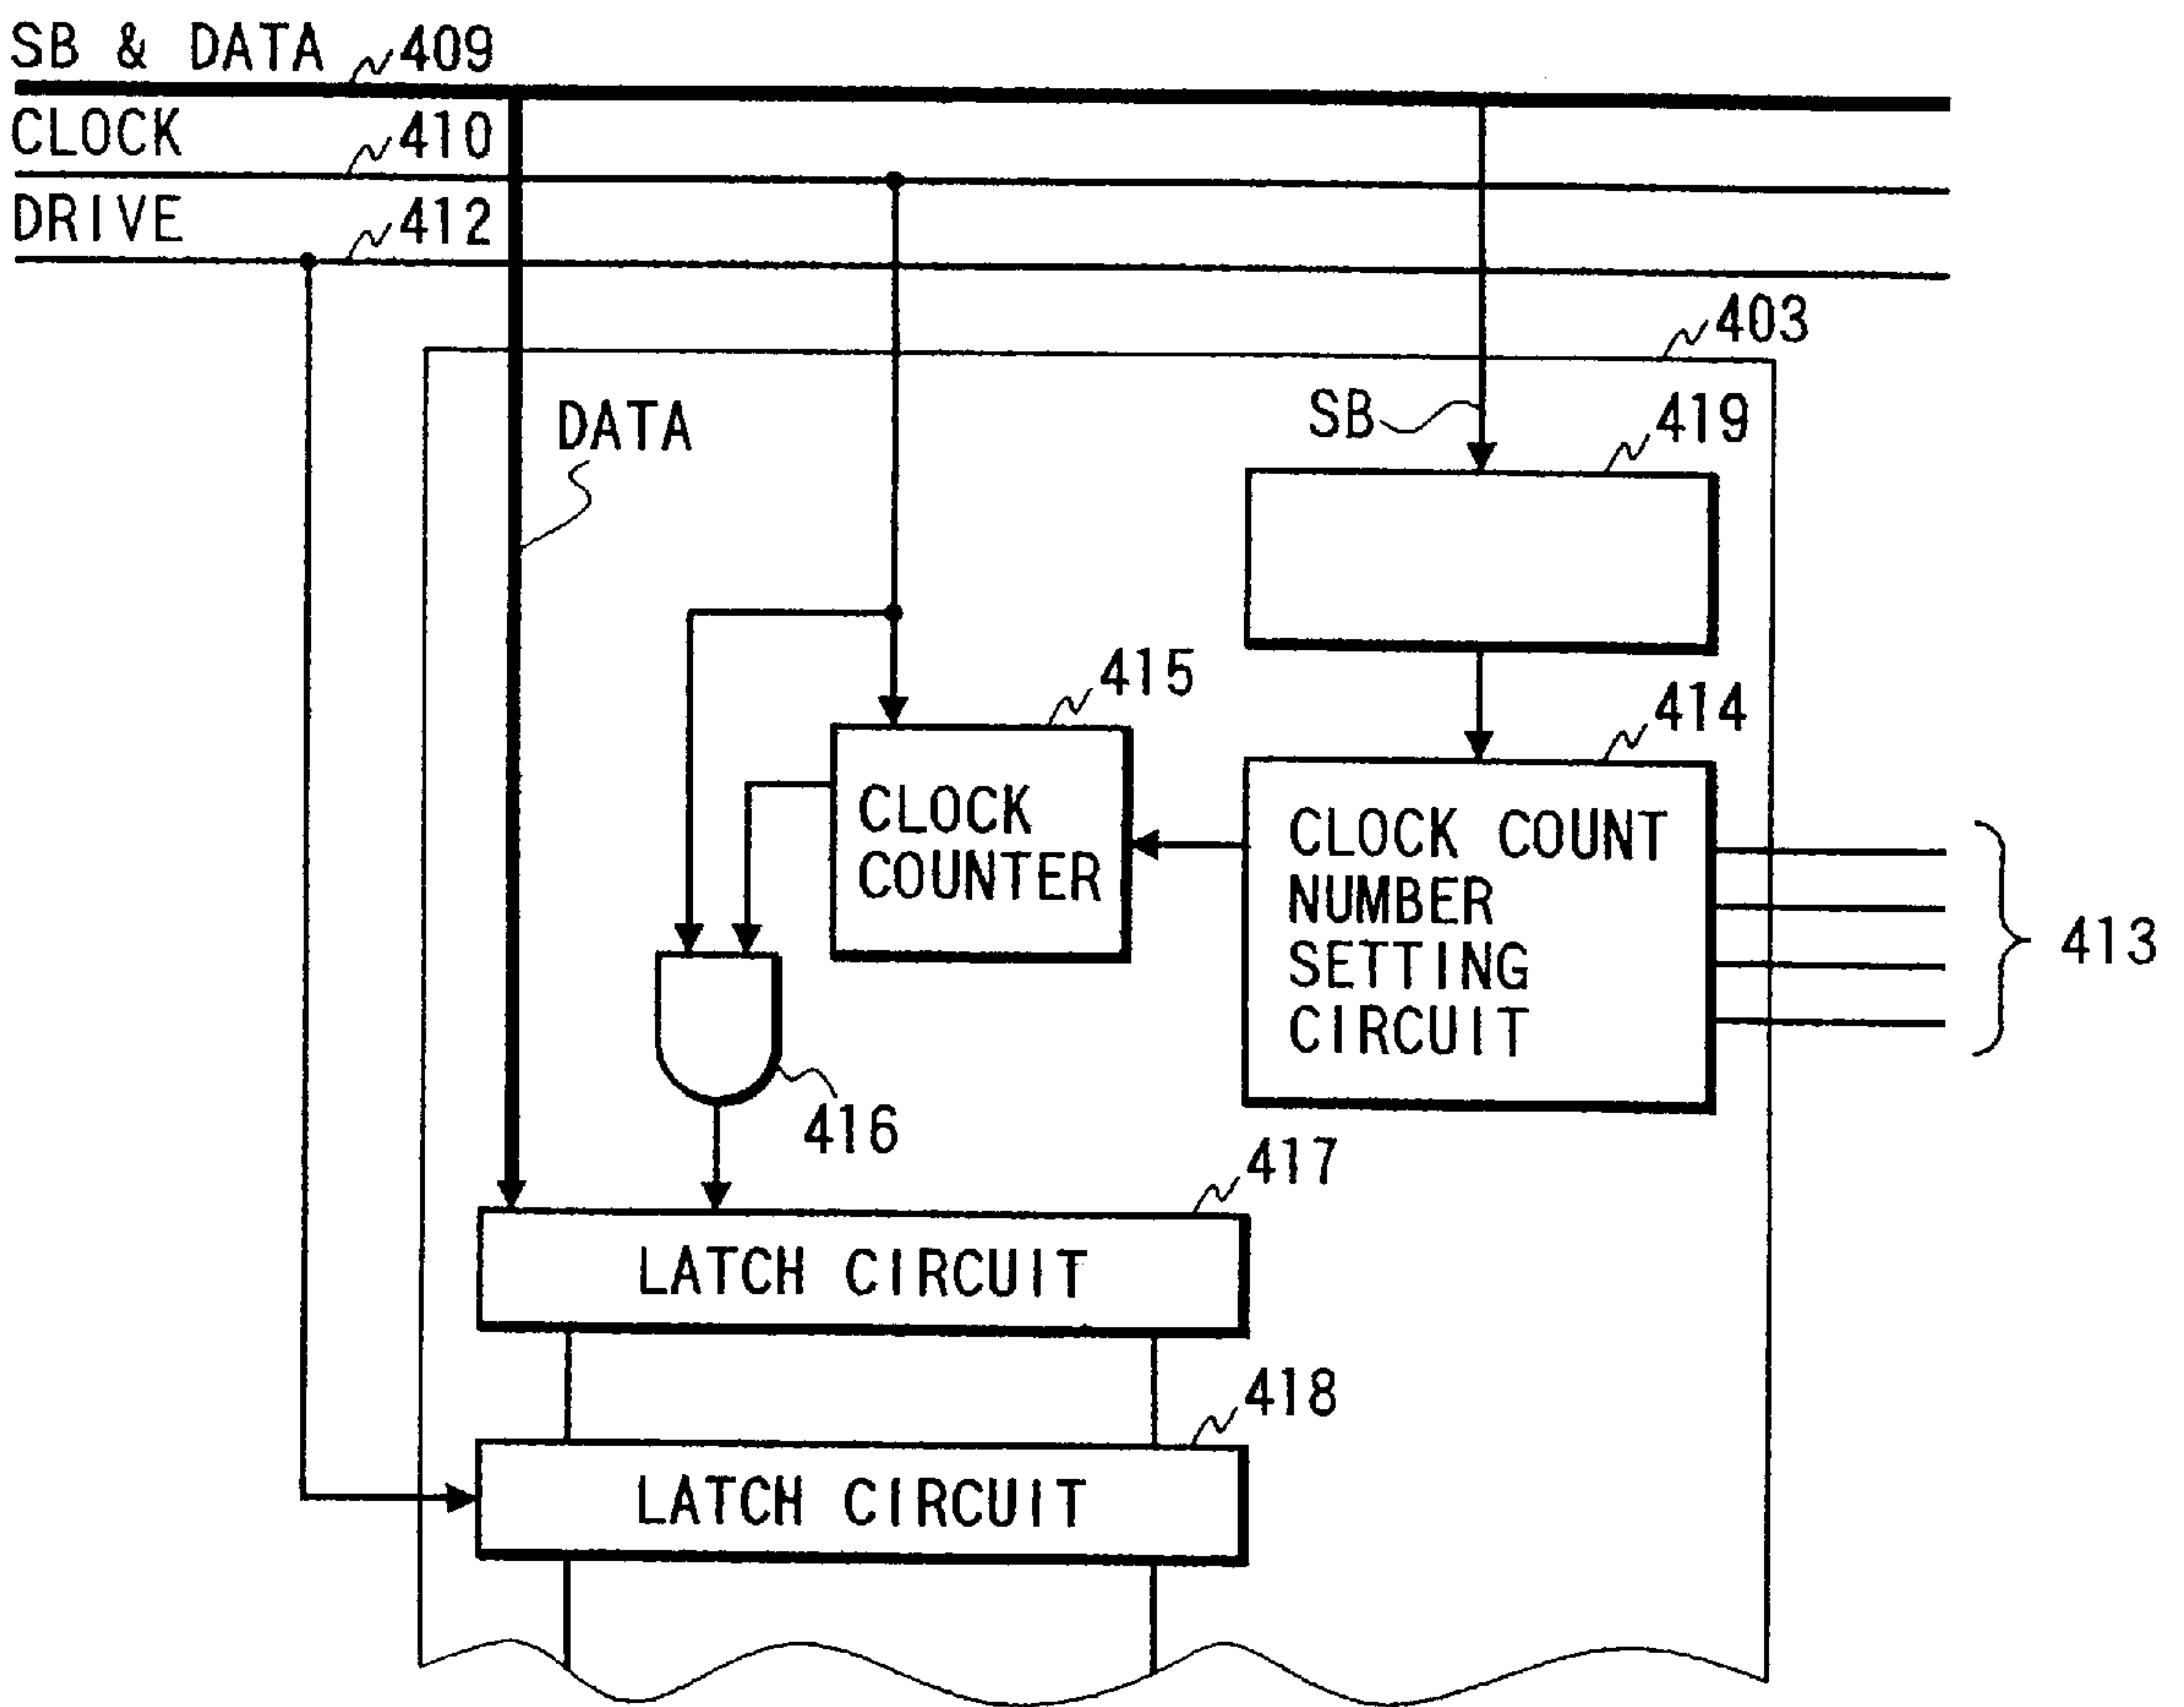 SB & DATA 409
CLOCK 410
DRIVE 412
403
DATA
SB
419
415
414
CLOCK
COUNTER
CLOCK COUNT
NUMBER
SETTING
CIRCUIT
413
416
417
LATCH CIRCUIT
418
LATCH CIRCUIT